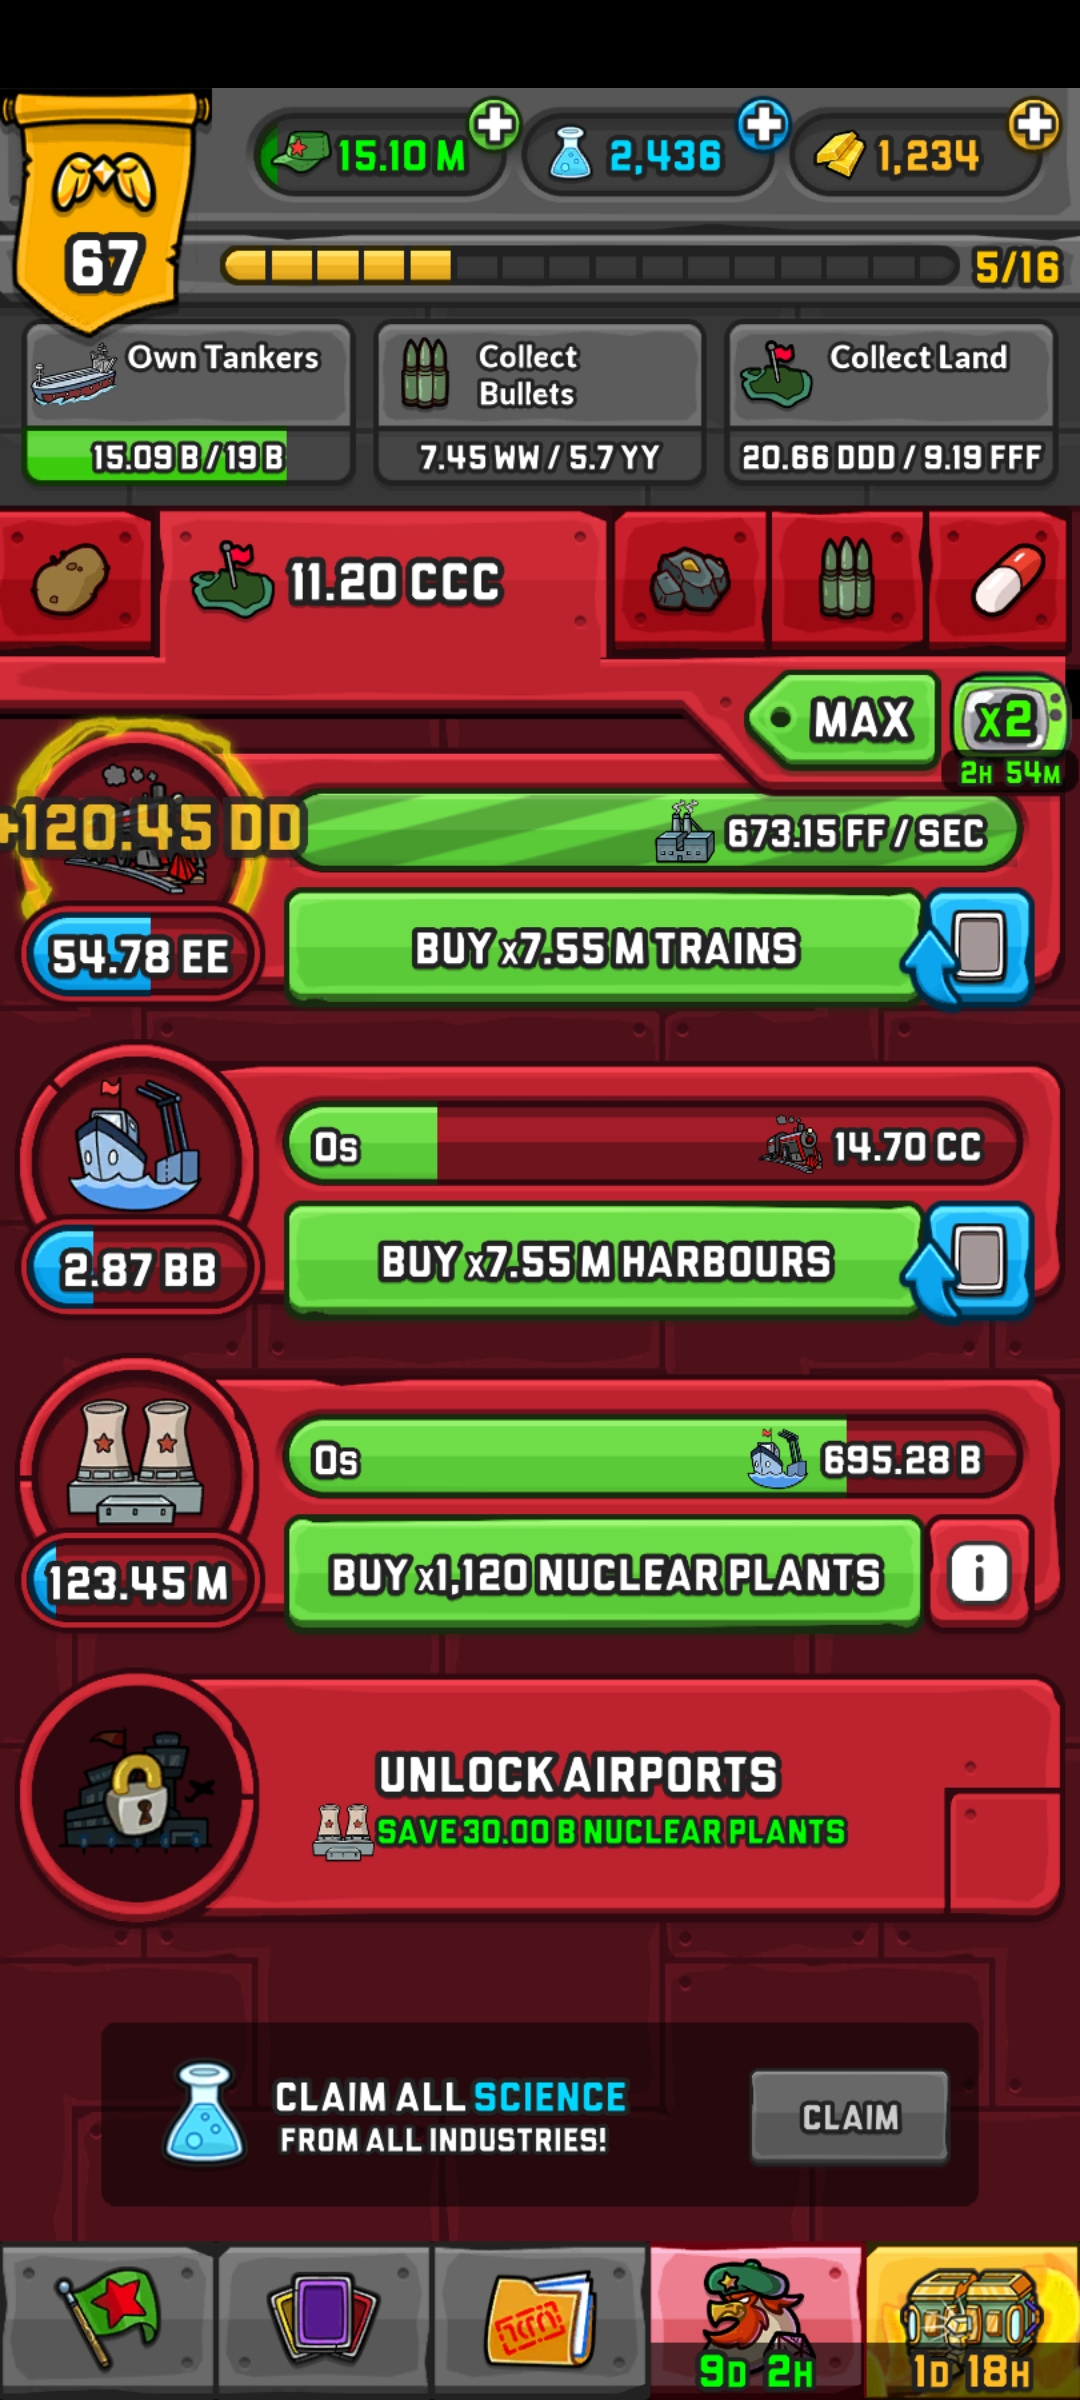 67
15.10 M
2,436
1,234
5/16
Own Tankers
15.09 B / 19 B
Collect
Bullets
7.45 WW / 5.7 YY
Collect Land
20.66 DDD / 9.19 FFF
11.20 CCC
MAX
x2
2H 54M
+120.45 DD
673.15 FF / SEC
54.78 EE
BUY x7.55 M TRAINS
0s
14.70 CC
2.87 BB
BUY x7.55 M HARBOURS
0s
695.28 B
123.45 M
BUY x1,120 NUCLEAR PLANTS
i
UNLOCK AIRPORTS
SAVE 30.00 B NUCLEAR PLANTS
CLAIM ALL SCIENCE
FROM ALL INDUSTRIES!
CLAIM
9D 2H
1D 18H